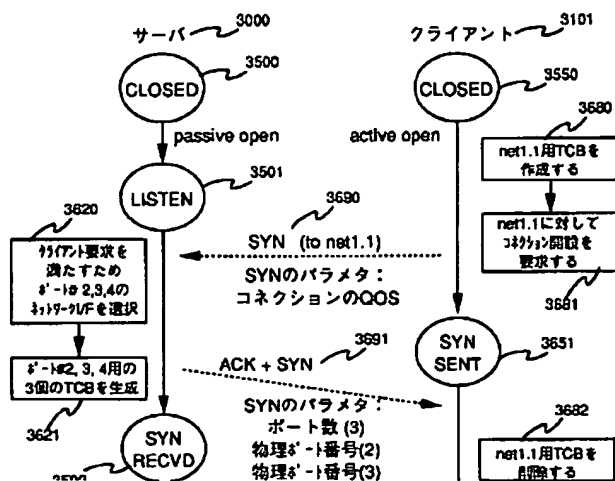 サーバ 3000
クライアント 3101
3500
CLOSED
3550
CLOSED
3680
passive open
active open
net1.1用TCBを
作成する
3501
LISTEN
3690
3620
SYN (to net1.1)
net1.1に対して
コネクション開設を
要求する
3681
クライアント要求を
満たすため
ポート#2,3,4の
ネットワークI/Fを選択
SYNのパラメタ：
コネクションのQOS
3691
SYN
SENT
3651
ACK + SYN
ポート#2, 3, 4用の
3個のTCBを生成
3621
SYNのパラメタ：
ポート数 (3)
物理ポート番号(2)
物理ポート番号(3)
3682
SYN
RECVD
net1.1用TCBを
削除する